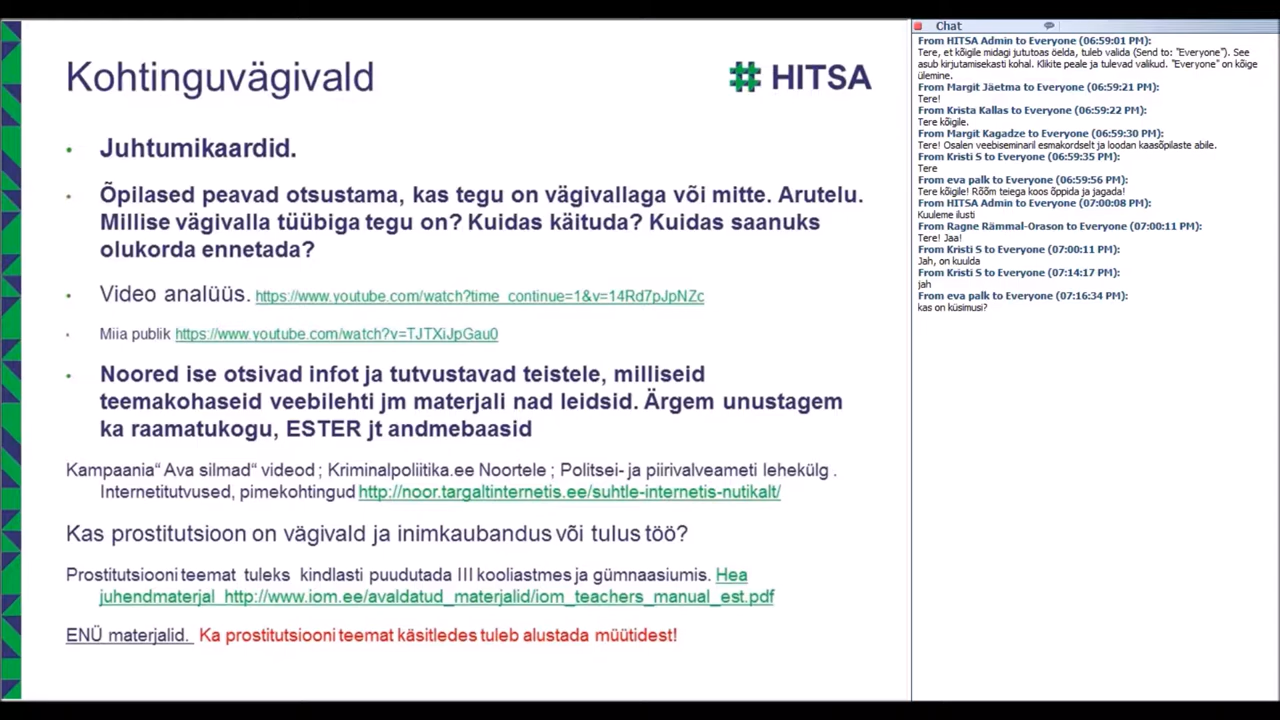 Kohtinguvägivald
HITSA
Juhtumikaardid.
Õpilased peavad otsustama, kas tegu on vägivallaga või mitte. Arutelu.
Millise vägivalla tüübiga tegu on? Kuidas käituda? Kuidas saanuks
olukorda ennetada?
Video analüüs. https://www.youtube.com/watch?time_continue=1&v=14Rd7pJpNZc
Miia publik https://www.youtube.com/watch?v=TJTXiJpGau0
Noored ise otsivad infot ja tutvustavad teistele, milliseid
teemakohaseid veebilehti jm materjali nad leidsid. Ärgem unustagem
ka raamatukogu, ESTER jt andmebaasid
Kampaania“ Ava silmad“ videod ; Kriminalpoliitika.ee Noortele ; Politsei- ja piirivalveameti lehekülg .
Internetitutvused, pimekohtingud http://noor.targaltinternetis.ee/suhtle-internetis-nutikalt/
Kas prostitutsioon on vägivald ja inimkaubandus või tulus töö?
Prostitutsiooni teemat tuleks kindlasti puudutada III kooliastmes ja gümnaasiumis. Hea
juhendmaterjal http://www.iom.ee/avaldatud_materjalid/iom_teachers_manual_est.pdf
ENÜ materjalid. Ka prostitutsiooni teemat käsitledes tuleb alustada müütidest!
Chat
From HITSA Admin to Everyone (06:59:01 PM):
Tere, et kõigile midagi jututoas öelda, tuleb valida (Send to: "Everyone"). See
asub kirjutamisekasti kohal. Klikite peale ja tulevad valikud. "Everyone" on kõige
ülemine.
From Margit Jäetma to Everyone (06:59:21 PM):
Tere!
From Krista Kallas to Everyone (06:59:22 PM):
Tere kõigile.
From Margit Kagadze to Everyone (06:59:30 PM):
Tere! Osalen veebiseminaril esmakordselt ja loodan kaasõpilaste abile.
From Kristi S to Everyone (06:59:35 PM):
Tere
From eva palk to Everyone (06:59:56 PM):
Tere kõigile! Rõõm teiega koos õppida ja jagada!
From HITSA Admin to Everyone (07:00:08 PM):
Kuuleme ilusti
From Ragne Rämmal-Orason to Everyone (07:00:11 PM):
Tere! Jaa!
From Kristi S to Everyone (07:00:11 PM):
Jah, on kuulda
From Kristi S to Everyone (07:14:17 PM):
jah
From eva palk to Everyone (07:16:34 PM):
kas on küsimusi?